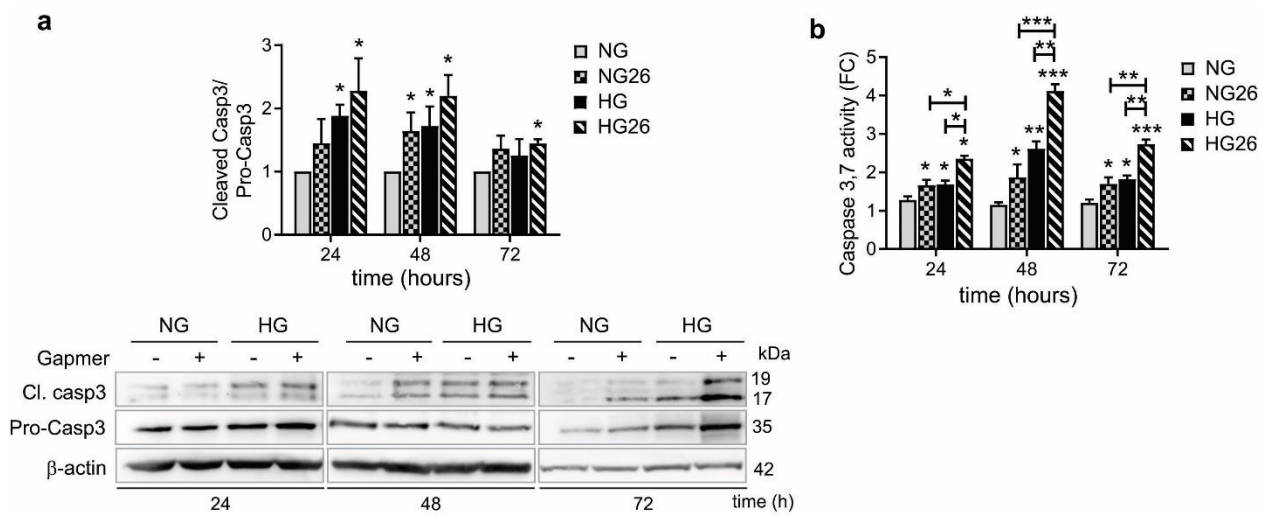 a
Cleaved Casp3/
Pro-Casp3
3
2
1
0
* * * * * *
24 48 72
time (hours)
NG
NG26
HG
HG26
b
Caspase 3,7 activity (FC)
5
4
3
2
1
0
*** ** ***
* * * * *
* ** ** ** * * ***
24 48 72
time (hours)
NG
NG26
HG
HG26
NG HG NG HG NG HG
Gapmer - + - + - + - + - + - + kDa
Cl. casp3 19
17
Pro-Casp3 35
β-actin 42
24 48 72 time (h)